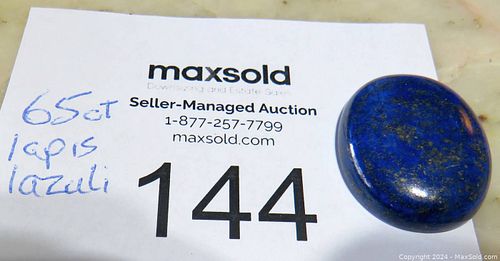 maxsold
Downsizing and Estate Sales
Seller-Managed Auction
1-877-257-7799
maxsold.com
144
65ct
lapis
lazuli
Copyright 2024 - MaxSold.com